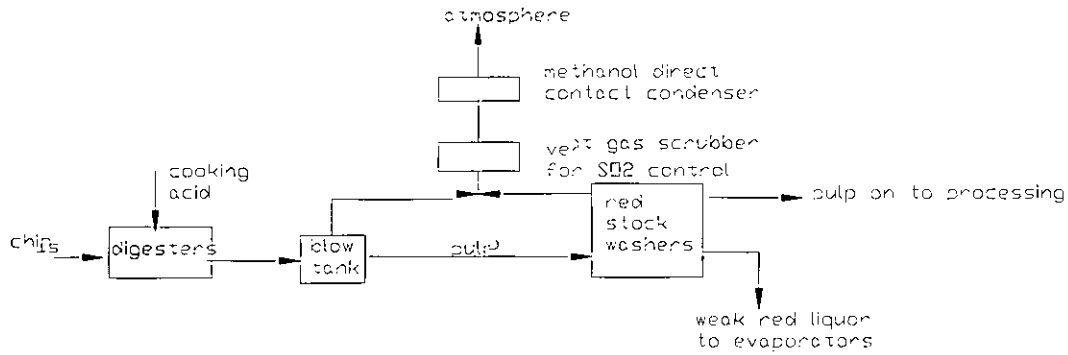 atmosphere
methanol direct
contact condenser
vent gas scrubber
for SO2 control
cooking
acid
chips
digesters
blow
tank
pulp
red
stock
washers
pulp on to processing
weak red liquor
to evaporators